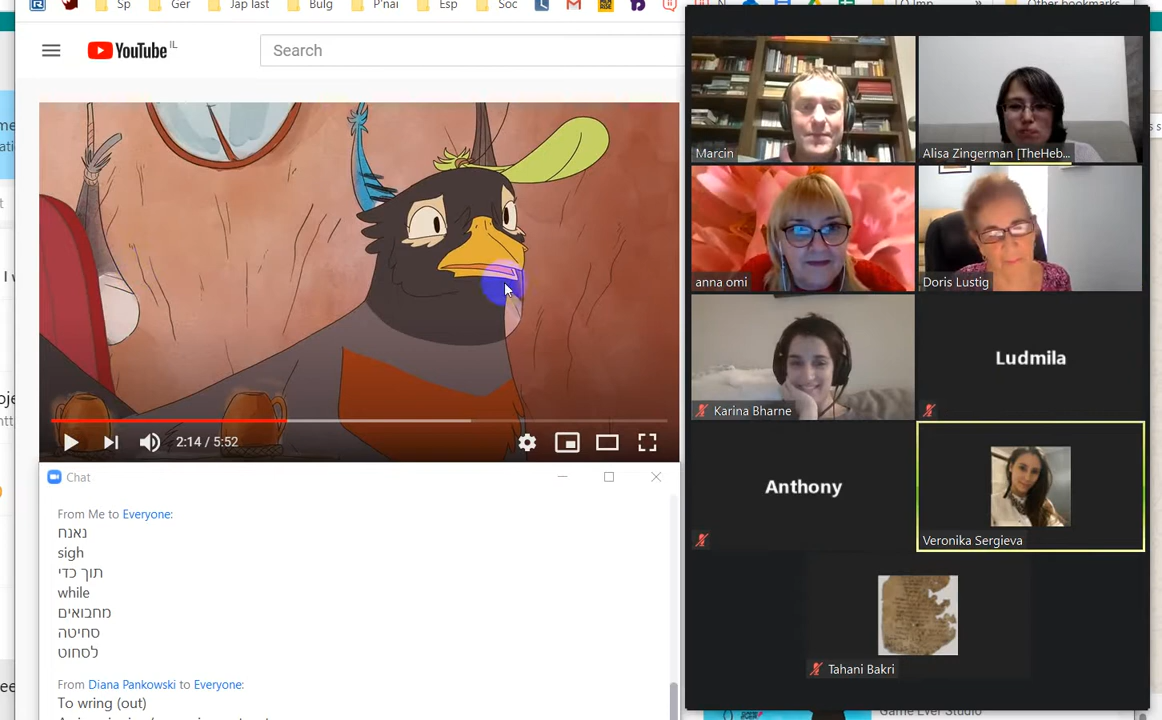 Sp
Ger
Jap last
Bulg
P'nai
Esp
Soc
Other bookmarks
YouTube IL
Search
2:14 / 5:52
Chat
From Me to Everyone:
נאנח
sigh
תוך כדי
while
מחבואים
סחיטה
לסחוט
From Diana Pankowski to Everyone:
To wring (out)
Marcin
Alisa Zingerman [TheHeb...
anna omi
Doris Lustig
Karina Bharne
Ludmila
Anthony
Veronika Sergieva
Tahani Bakri
Game Ever Studio